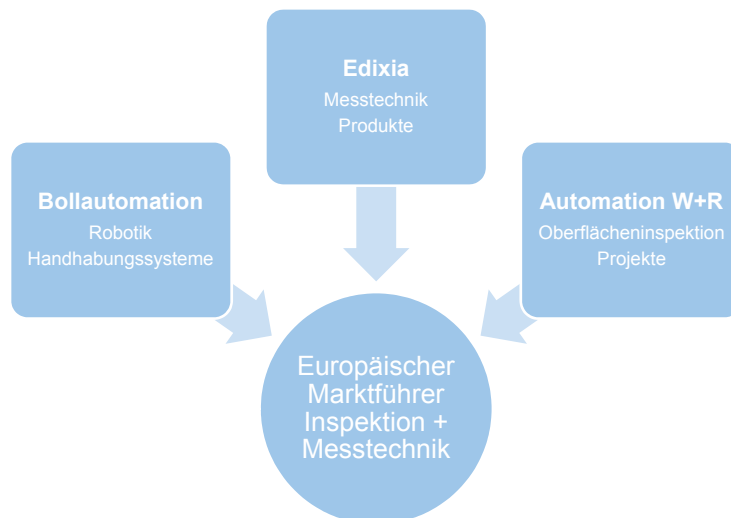 Edixia
Messtechnik
Produkte
Bollautomation
Robotik
Handhabungssysteme
Automation W+R
Oberflächeninspektion
Projekte
Europäischer
Marktführer
Inspektion +
Messtechnik